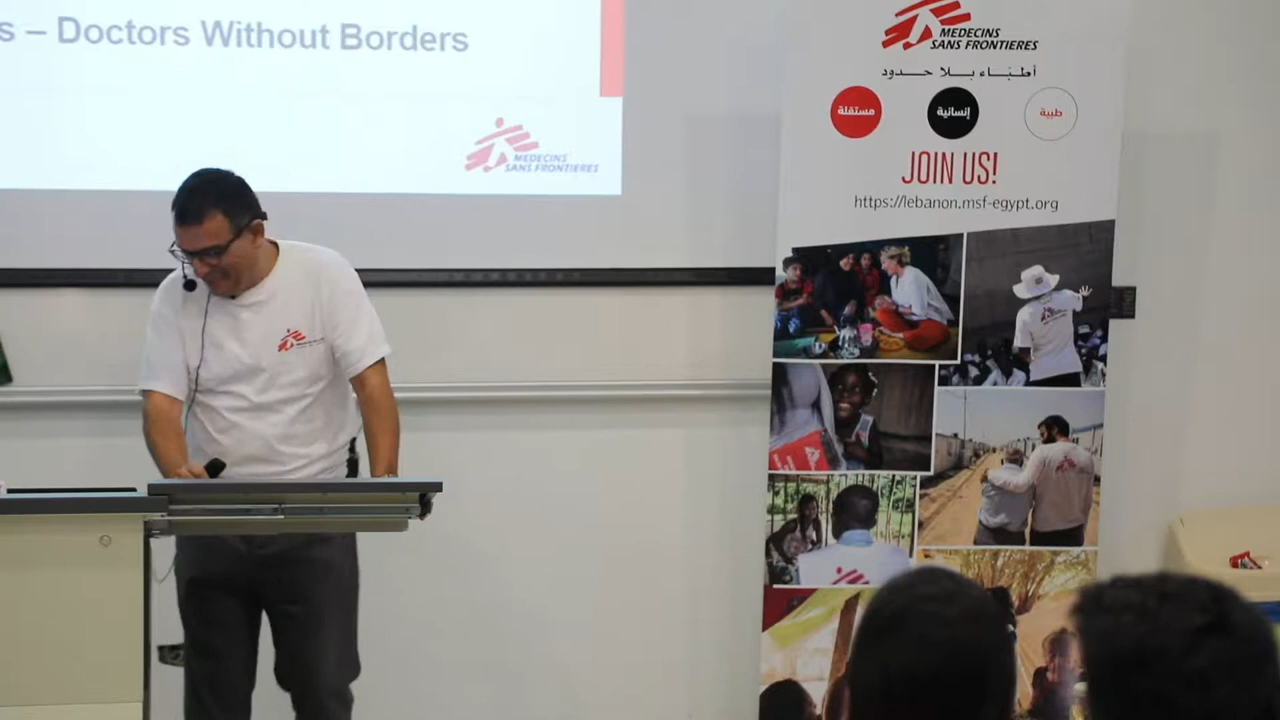 s – Doctors Without Borders
MEDECINS
SANS FRONTIERES
MEDECINS
SANS FRONTIERES
أطباء بلا حدود
طبية
إنسانية
مستقلة
JOIN US!
https://lebanon.msf-egypt.org